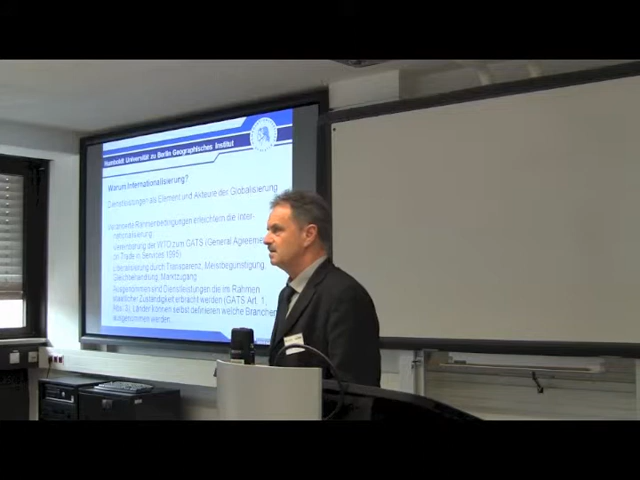 Humboldt Universität zu Berlin Geographisches Institut
Warum Internationalisierung?
Dienstleistungen als Element und Akteure der Globalisierung
Rahmenbedingungen erleichtern die Inter-
nationalisierung
Vereinbarung der WTO zum GATS (General Agreement
on Trade in Services 1995)
Liberalisierung durch Transparenz, Meistbegünstigung,
Gleichbehandlung, Marktzugang
Ausgenommen sind Dienstleistungen die im Rahmen
staatlicher Zuständigkeit erbracht werden (GATS Art. 1,
Abs. 3). Länder können selbst definieren welche Branchen
ausgenommen werden